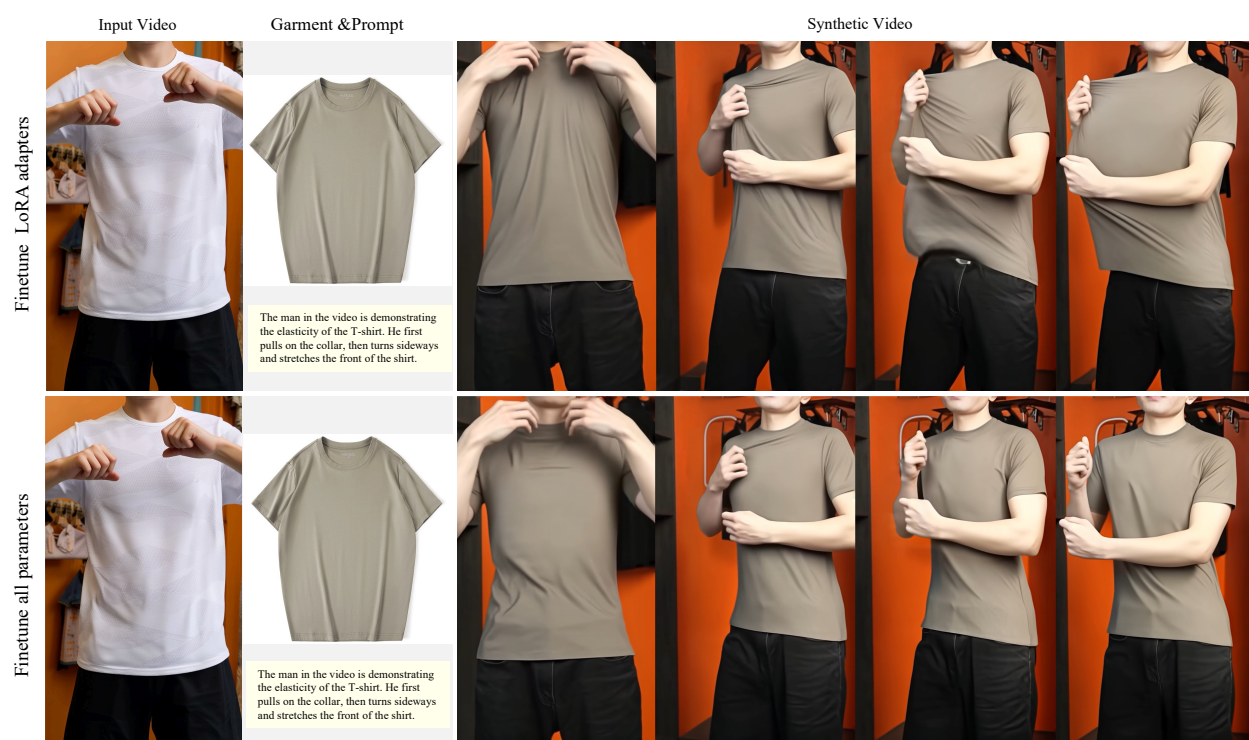 Input Video
Garment &Prompt
Synthetic Video
Finetune LoRA adapters
The man in the video is demonstrating
the elasticity of the T-shirt. He first
pulls on the collar, then turns sideways
and stretches the front of the shirt.
Finetune all parameters
The man in the video is demonstrating
the elasticity of the T-shirt. He first
pulls on the collar, then turns sideways
and stretches the front of the shirt.